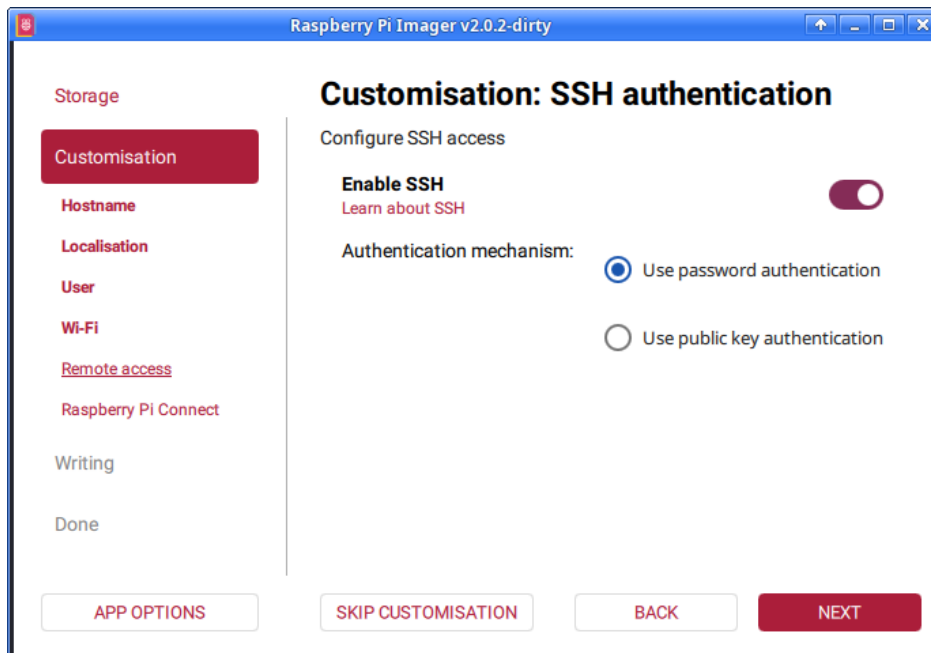 Raspberry Pi Imager v2.0.2-dirty
Storage
Customisation
Hostname
Localisation
User
Wi-Fi
Remote access
Raspberry Pi Connect
Writing
Done
Customisation: SSH authentication
Configure SSH access
Enable SSH
Learn about SSH
Authentication mechanism:
Use password authentication
Use public key authentication
APP OPTIONS
SKIP CUSTOMISATION
BACK
NEXT